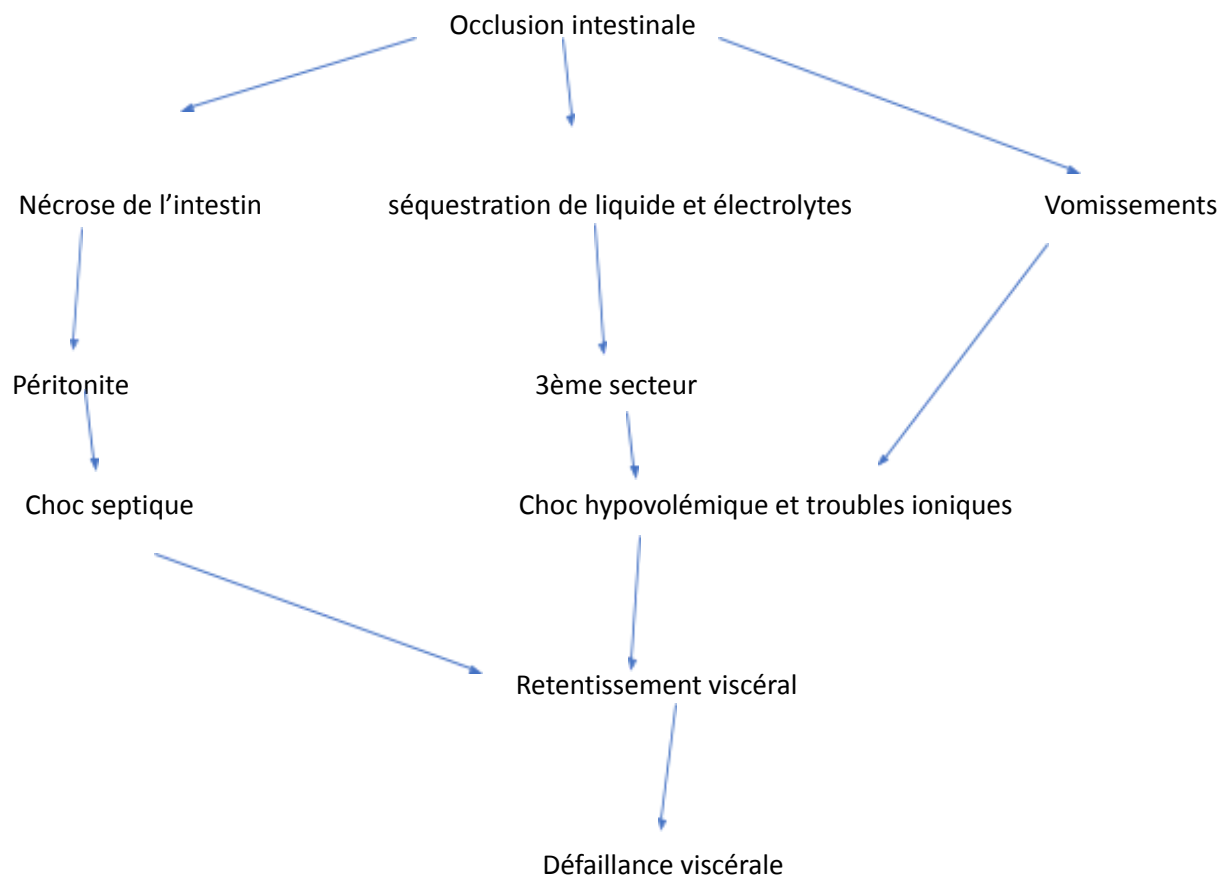 Occlusion intestinale
Nécrose de l’intestin
séquestration de liquide et électrolytes
Vomissements
Péritonite
3ème secteur
Choc septique
Choc hypovolémique et troubles ioniques
Retentissement viscéral
Défaillance viscérale